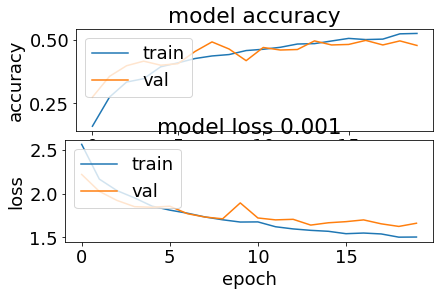 model accuracy
0.50
0.25
accuracy
train
val
model loss 0.001
2.5
2.0
1.5
loss
train
val
0
5
10
15
epoch